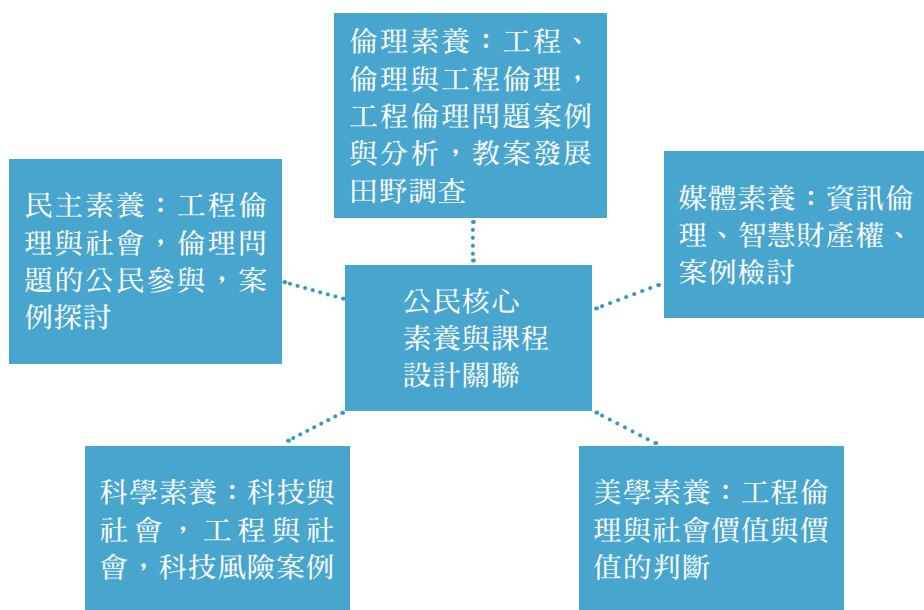 倫理素養：工程、
倫理與工程倫理，
工程倫理問題案例
與分析，教案發展
田野調查
民主素養：工程倫
理與社會，倫理問
題的公民參與，案
例探討
媒體素養：資訊倫
理、智慧財產權、
案例檢討
公民核心
素養與課程
設計關聯
科學素養：科技與
社會，工程與社
會，科技風險案例
美學素養：工程倫
理與社會價值與價
值的判斷